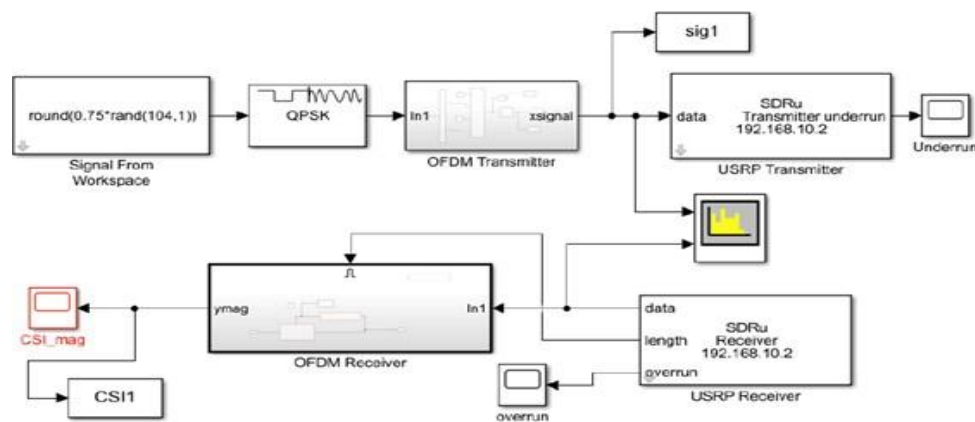 sig1
round(0.75*rand(104,1))
Signal From
Workspace
QPSK
In1
xsignal
OFDM Transmitter
data
SDRu
Transmitter underrun
192.168.10.2
USRP Transmitter
Underrun
CSI_mag
ymag
In1
OFDM Receiver
data
length
overrun
SDRu
Receiver
192.168.10.2
USRP Receiver
CSI1
overrun